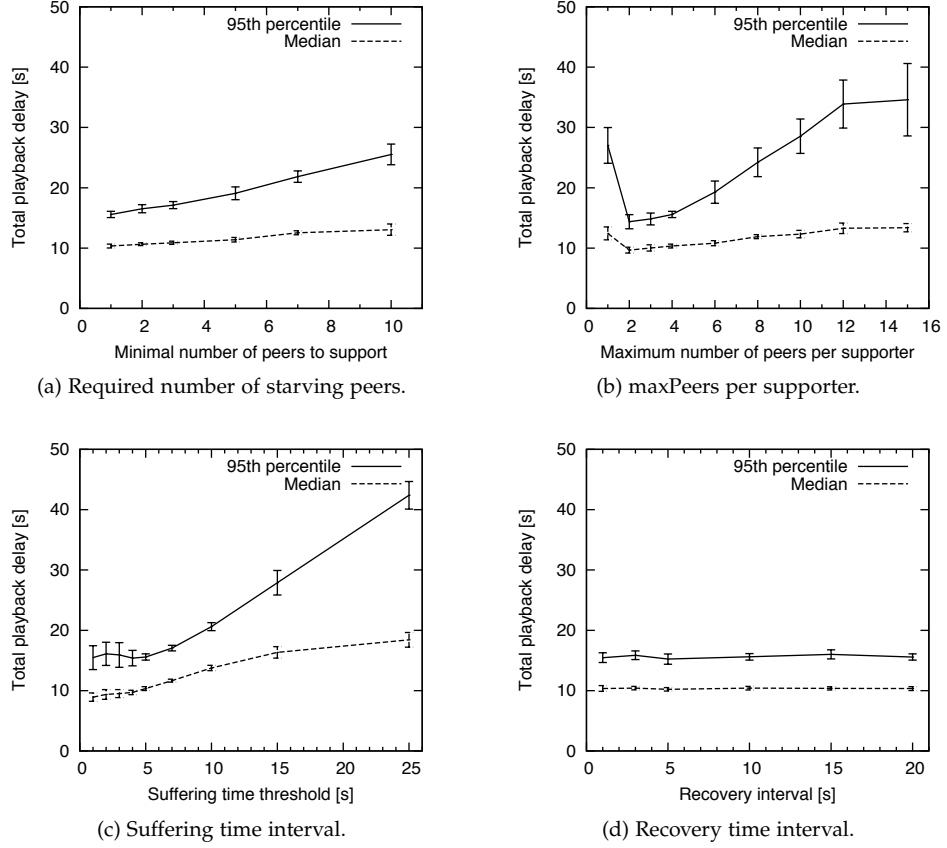 50
40
30
20
10
0
Total playback delay [s]
95th percentile
Median
0 2 4 6 8 10
Minimal number of peers to support
(a) Required number of starving peers.
50
40
30
20
10
0
Total playback delay [s]
95th percentile
Median
0 2 4 6 8 10 12 14 16
Maximum number of peers per supporter
(b) maxPeers per supporter.
50
40
30
20
10
0
Total playback delay [s]
95th percentile
Median
0 5 10 15 20 25
Suffering time threshold [s]
(c) Suffering time interval.
50
40
30
20
10
0
Total playback delay [s]
95th percentile
Median
0 5 10 15 20
Recovery interval [s]
(d) Recovery time interval.